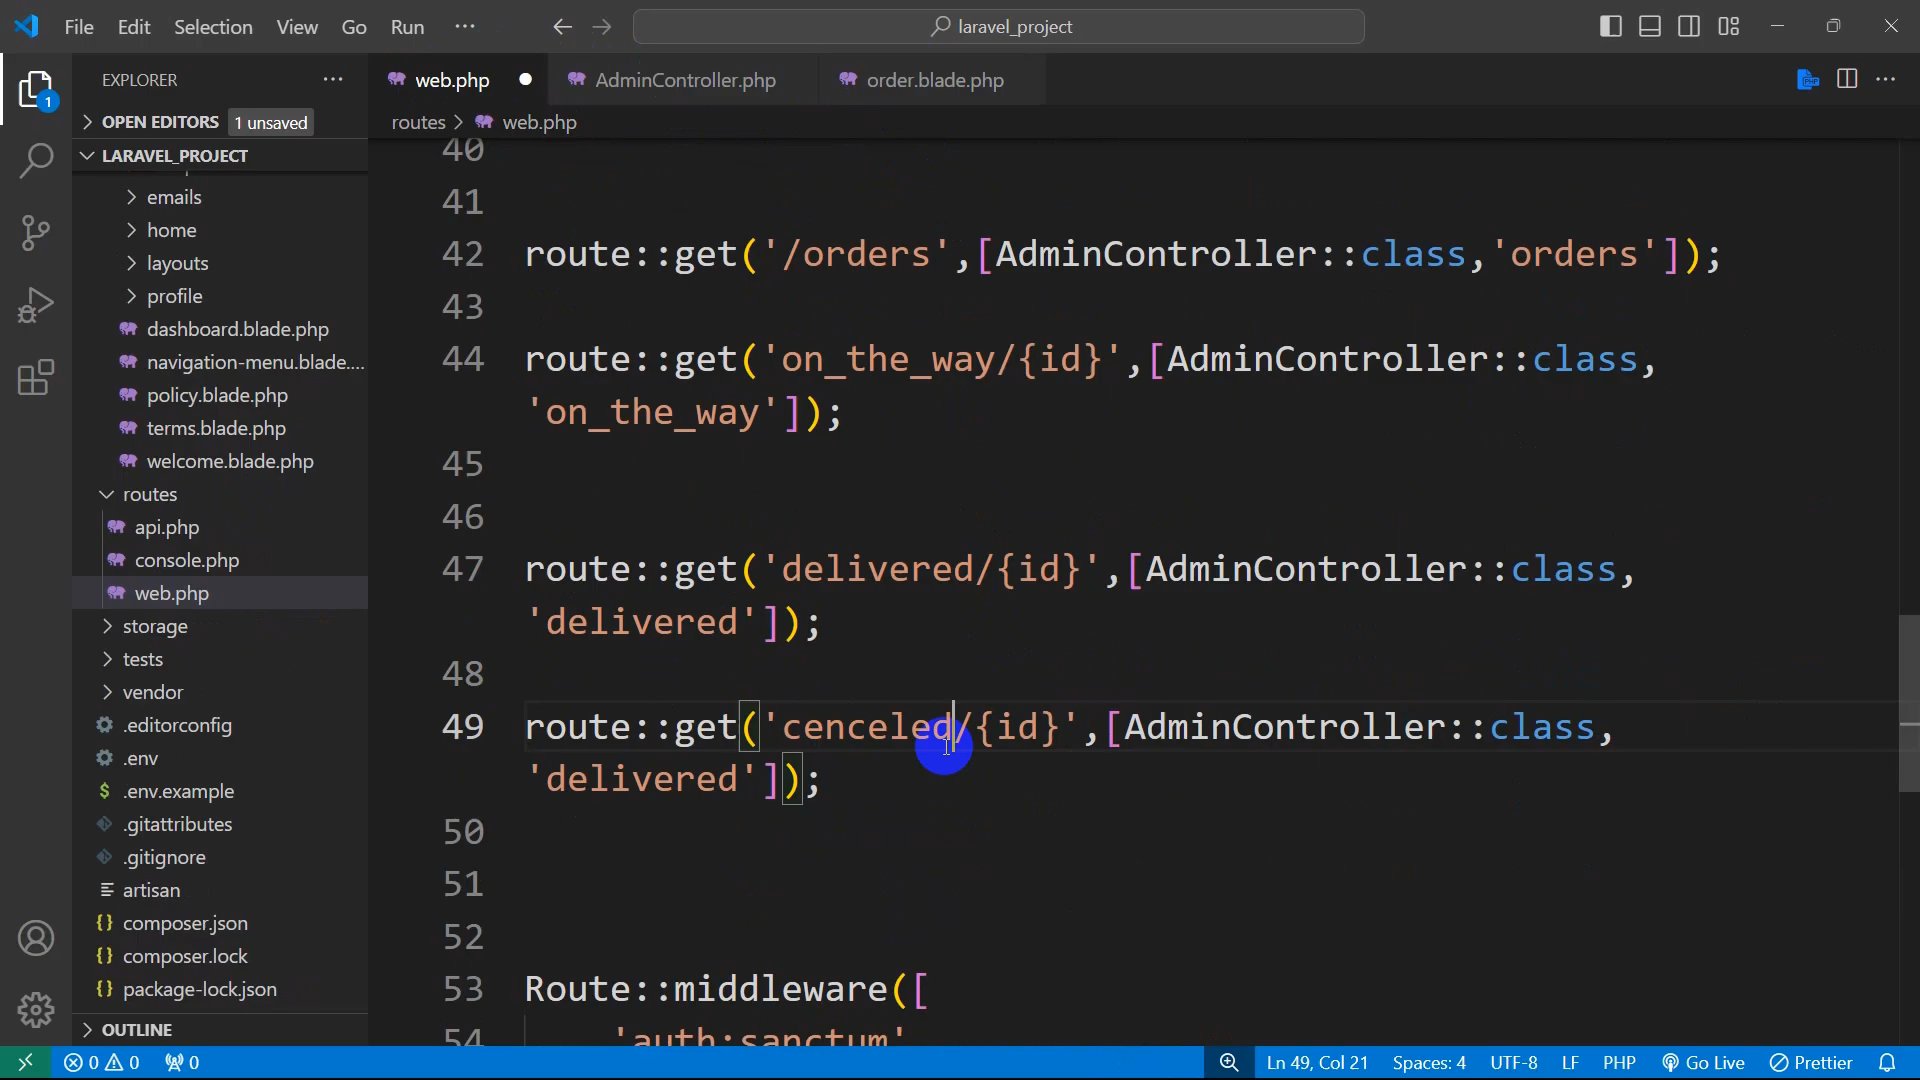 File Edit Selection View Go Run ··· laravel_project
EXPLORER ···
OPEN EDITORS 1 unsaved
LARAVEL_PROJECT
emails
home
layouts
profile
dashboard.blade.php
navigation-menu.blade....
policy.blade.php
terms.blade.php
welcome.blade.php
routes
api.php
console.php
web.php
storage
tests
vendor
.editorconfig
.env
.env.example
.gitattributes
.gitignore
artisan
composer.json
composer.lock
package-lock.json
OUTLINE
1
web.php AdminController.php order.blade.php
routes > web.php
40
41
42 route::get('/orders',[AdminController::class,'orders']);
43
44 route::get('on_the_way/{id}',[AdminController::class,
'on_the_way']);
45
46
47 route::get('delivered/{id}',[AdminController::class,
'delivered']);
48
49 route::get('cenceled/{id}',[AdminController::class,
'delivered']);
50
51
52
53 Route::middleware([
54 'auth:sanctum'
0 0 0 Ln 49, Col 21 Spaces: 4 UTF-8 LF PHP Go Live Prettier